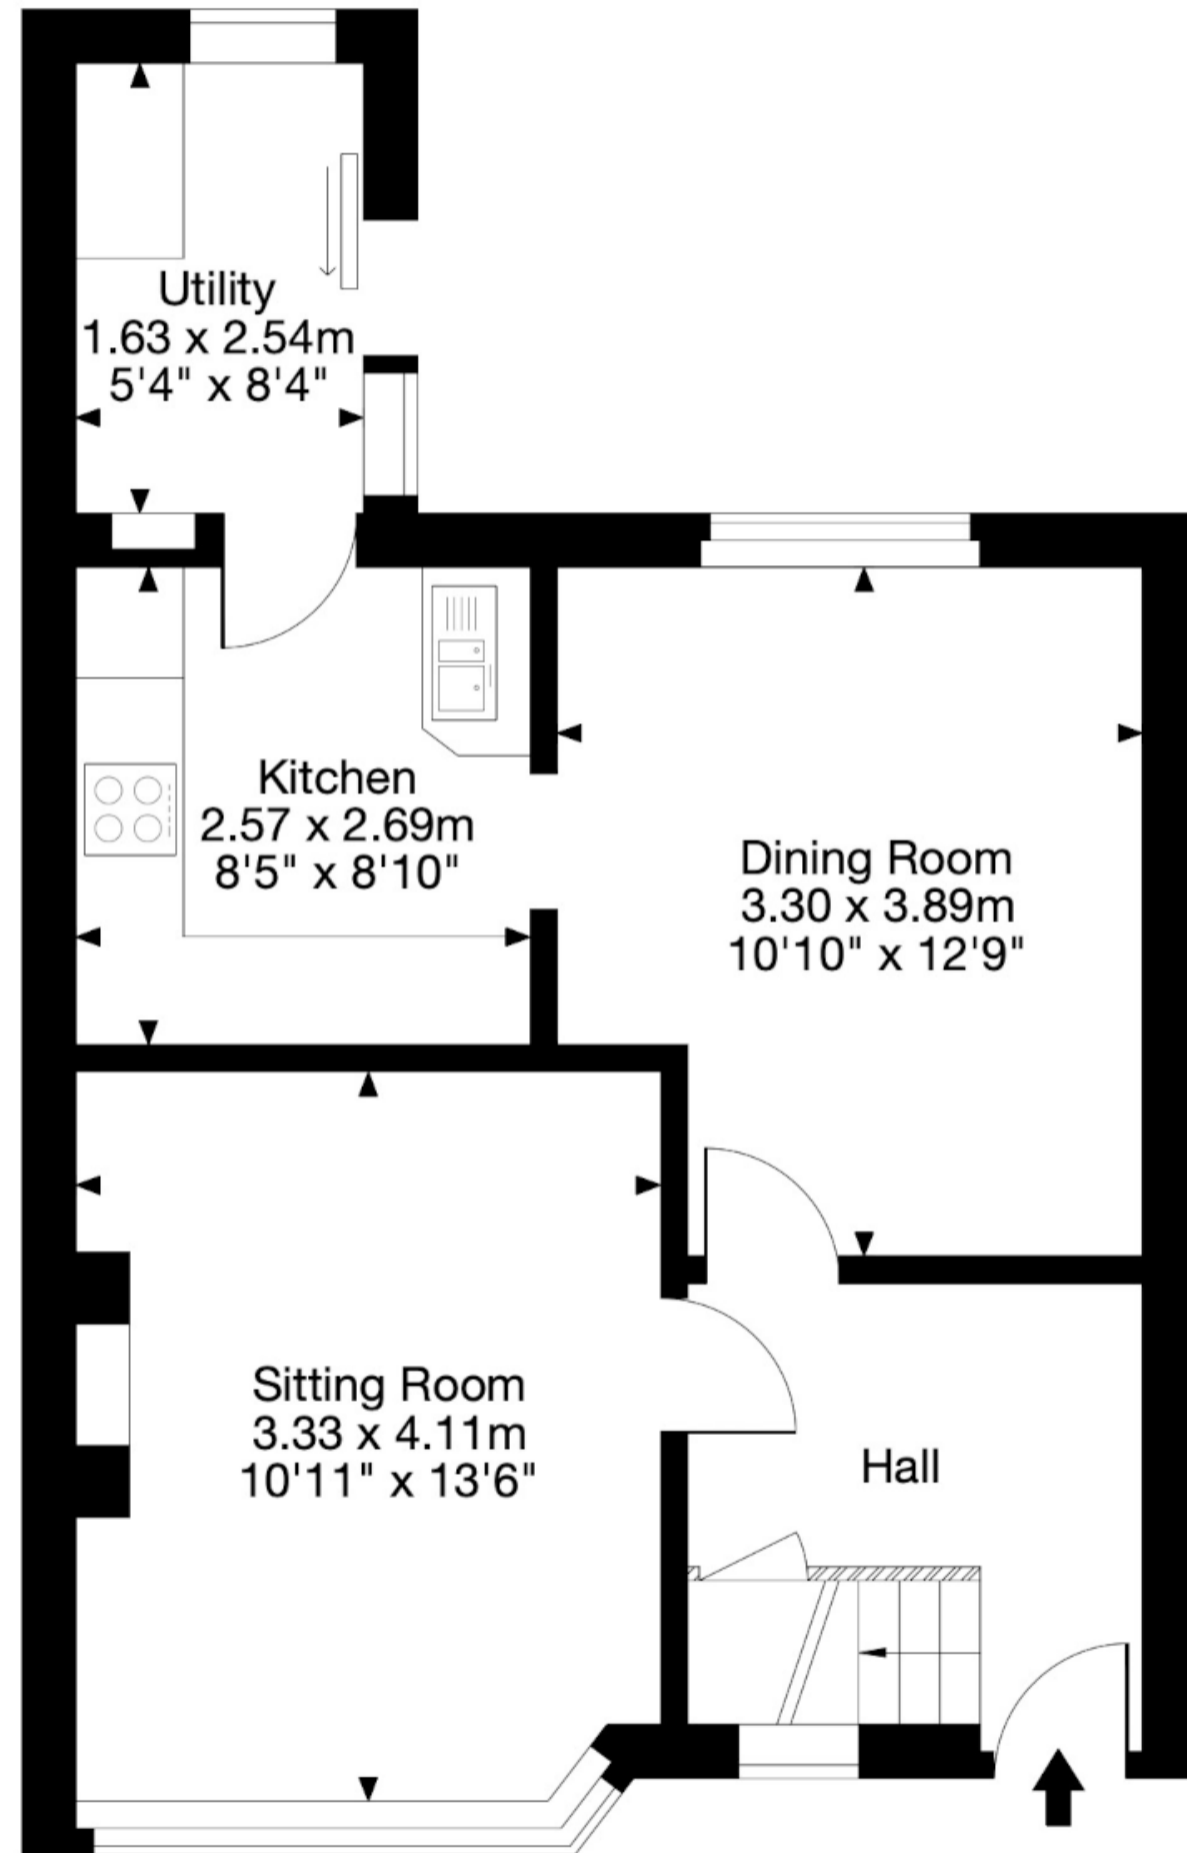 Utility
1.63 x 2.54m
5'4" x 8'4"
Kitchen
2.57 x 2.69m
8'5" x 8'10"
Dining Room
3.30 x 3.89m
10'10" x 12'9"
Sitting Room
3.33 x 4.11m
10'11" x 13'6"
Hall